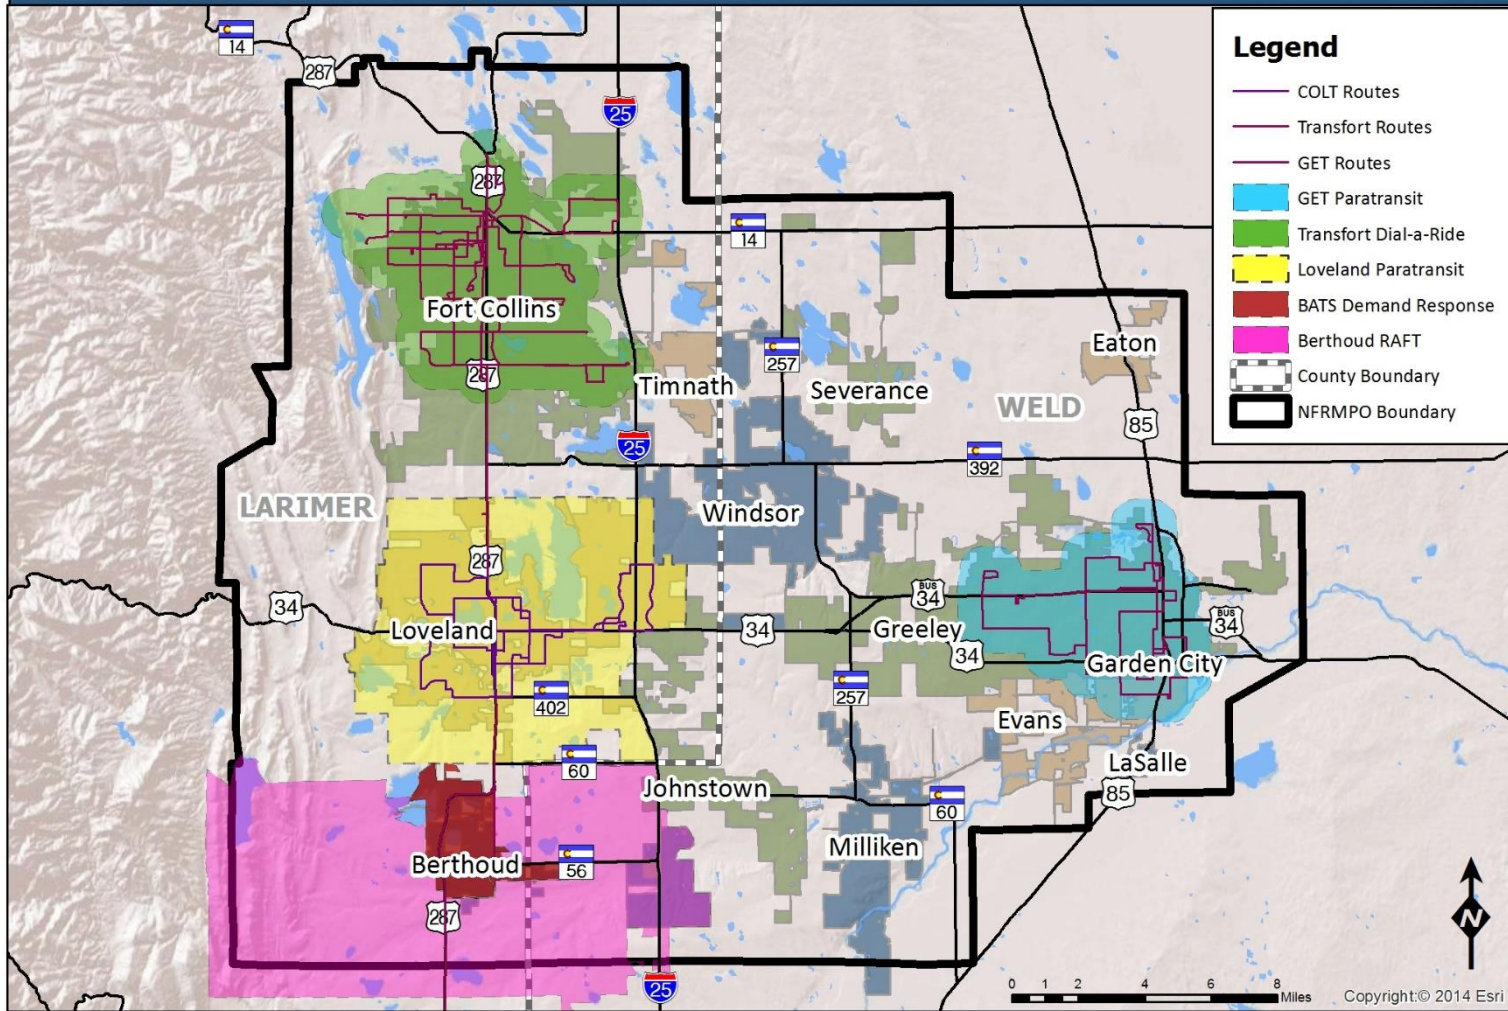 14
287
25
Legend
COLT Routes
Transfort Routes
GET Routes
GET Paratransit
Transfort Dial-a-Ride
Loveland Paratransit
BATS Demand Response
Berthoud RAFT
County Boundary
NFRMPO Boundary
287
14
Fort Collins
287
257
Timnath
Severance
Eaton
WELD
85
25
392
LARIMER
Windsor
287
34
Loveland
34
BUS
34
Greeley
34
BUS
34
Garden City
402
257
Evans
60
LaSalle
Johnstown
60
85
Berthoud
56
Milliken
287
25
N
0 1 2 4 6 8
Miles
Copyright:© 2014 Esri